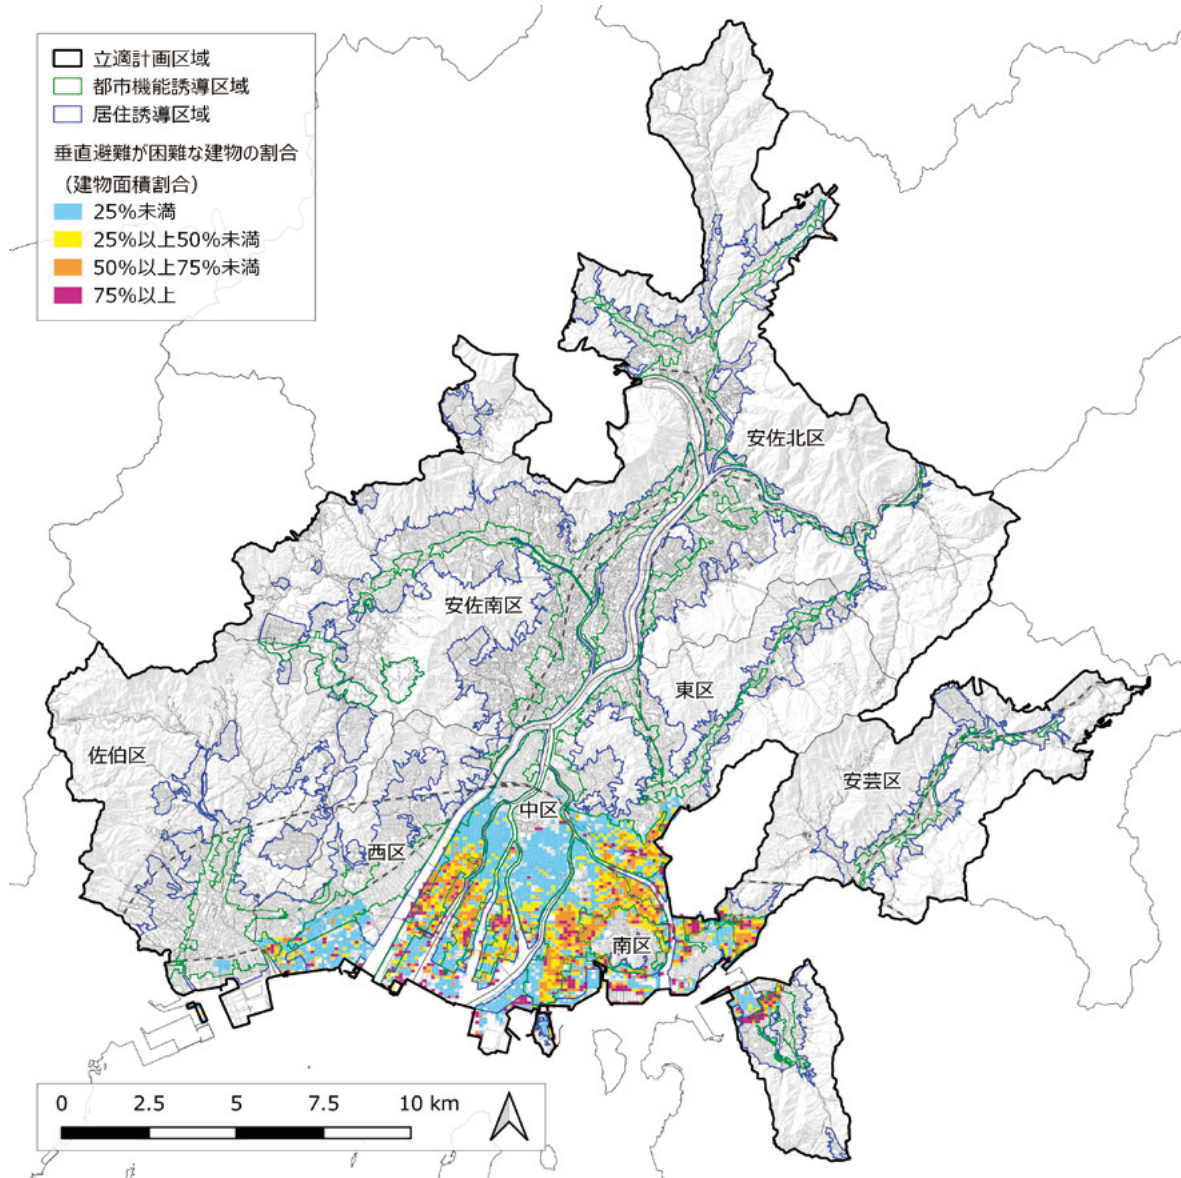 立適計画区域
都市機能誘導区域
居住誘導区域
垂直避難が困難な建物の割合
（建物面積割合）
25%未満
25%以上50%未満
50%以上75%未満
75%以上
安佐北区
安佐南区
東区
佐伯区
安芸区
中区
西区
南区
0 2.5 5 7.5 10 km